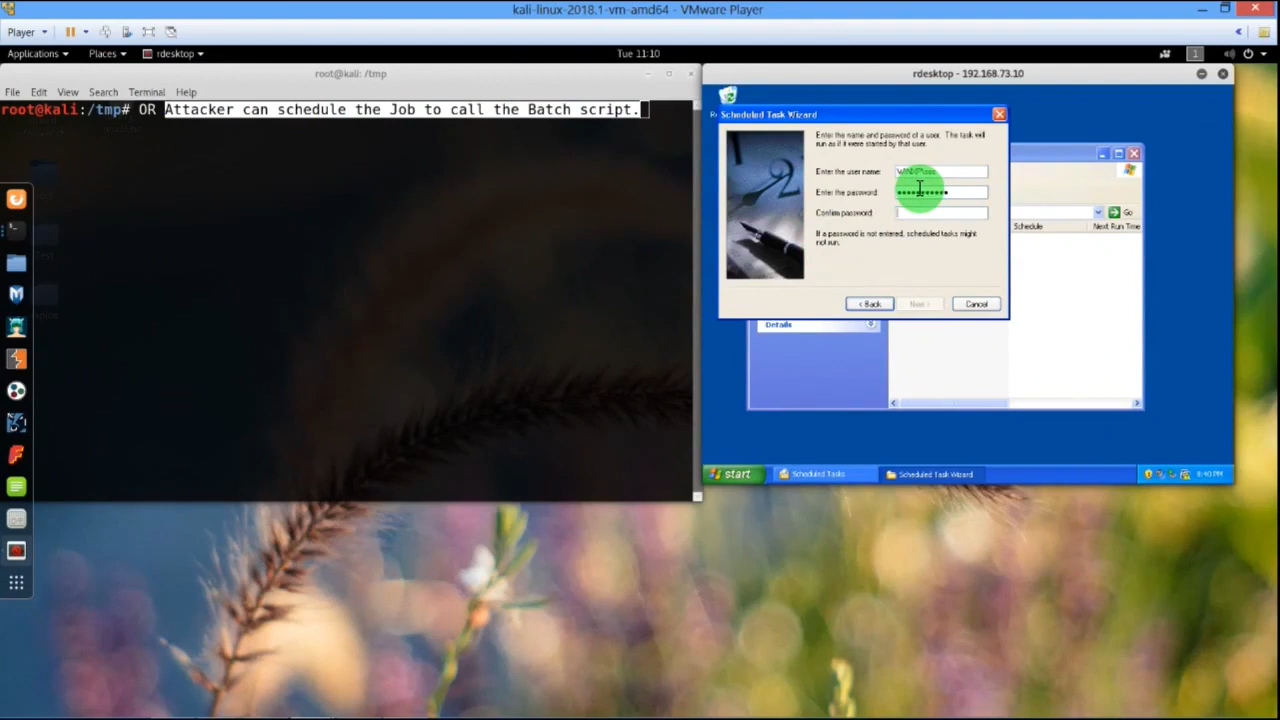 kali-linux-2018.1-vm-amd64 - VMware Player
Player
Applications Places rdesktop Tue 11:10 1
root@kali: /tmp
File Edit View Search Terminal Help
root@kali:/tmp# OR Attacker can schedule the Job to call the Batch script.
rdesktop - 192.168.73.10
Scheduled Task Wizard
Enter the name and password of a user. The task will
run as if it were started by that user.
Enter the user name:
Enter the password:
Confirm password:
If a password is not entered, scheduled tasks might
not run.
< Back Next > Cancel
Go
Schedule Next Run Time
Details
start Scheduled Tasks Scheduled Task Wizard 8:40 PM